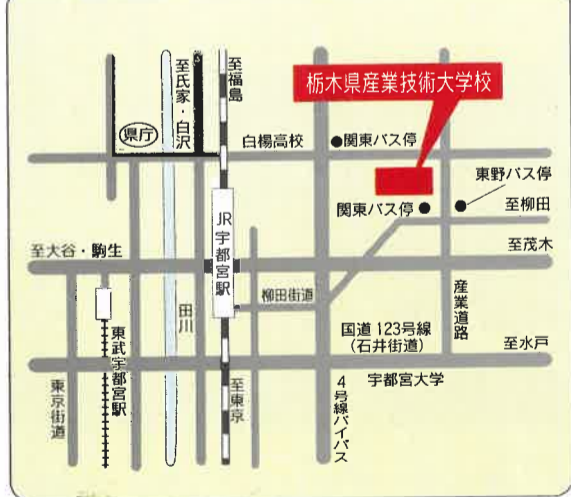 至氏家・白沢
至福島
栃木県産業技術大学校
県庁
白楊高校
関東バス停
東野バス停
関東バス停
至柳田
JR宇都宮駅
至大谷・駒生
至茂木
柳田街道
田川
産業道路
国道123号線
(石井街道)
至水戸
東武宇都宮駅
東京街道
至東京
宇都宮大学
4号線バイパス